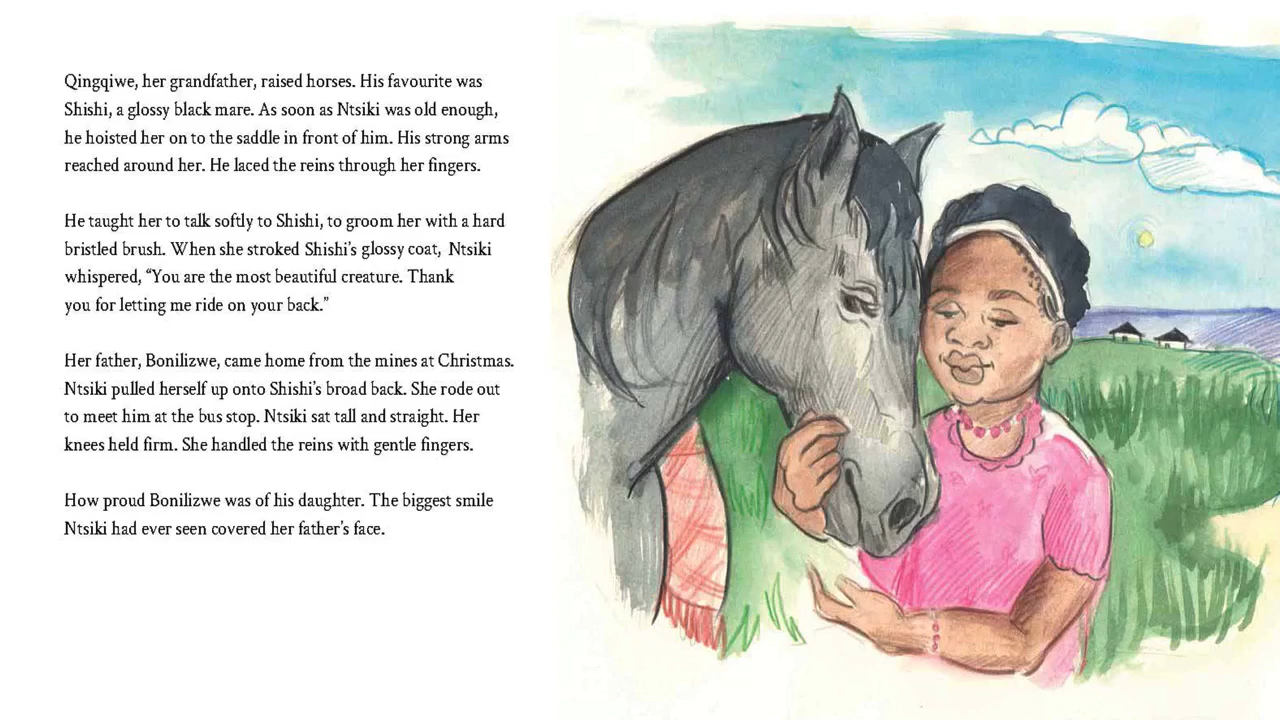 Qingqiwe, her grandfather, raised horses. His favourite was
Shishi, a glossy black mare. As soon as Ntsiki was old enough,
he hoisted her on to the saddle in front of him. His strong arms
reached around her. He laced the reins through her fingers.
He taught her to talk softly to Shishi, to groom her with a hard
bristled brush. When she stroked Shishi’s glossy coat, Ntsiki
whispered, “You are the most beautiful creature. Thank
you for letting me ride on your back.”
Her father, Bonilizwe, came home from the mines at Christmas.
Ntsiki pulled herself up onto Shishi’s broad back. She rode out
to meet him at the bus stop. Ntsiki sat tall and straight. Her
knees held firm. She handled the reins with gentle fingers.
How proud Bonilizwe was of his daughter. The biggest smile
Ntsiki had ever seen covered her father’s face.